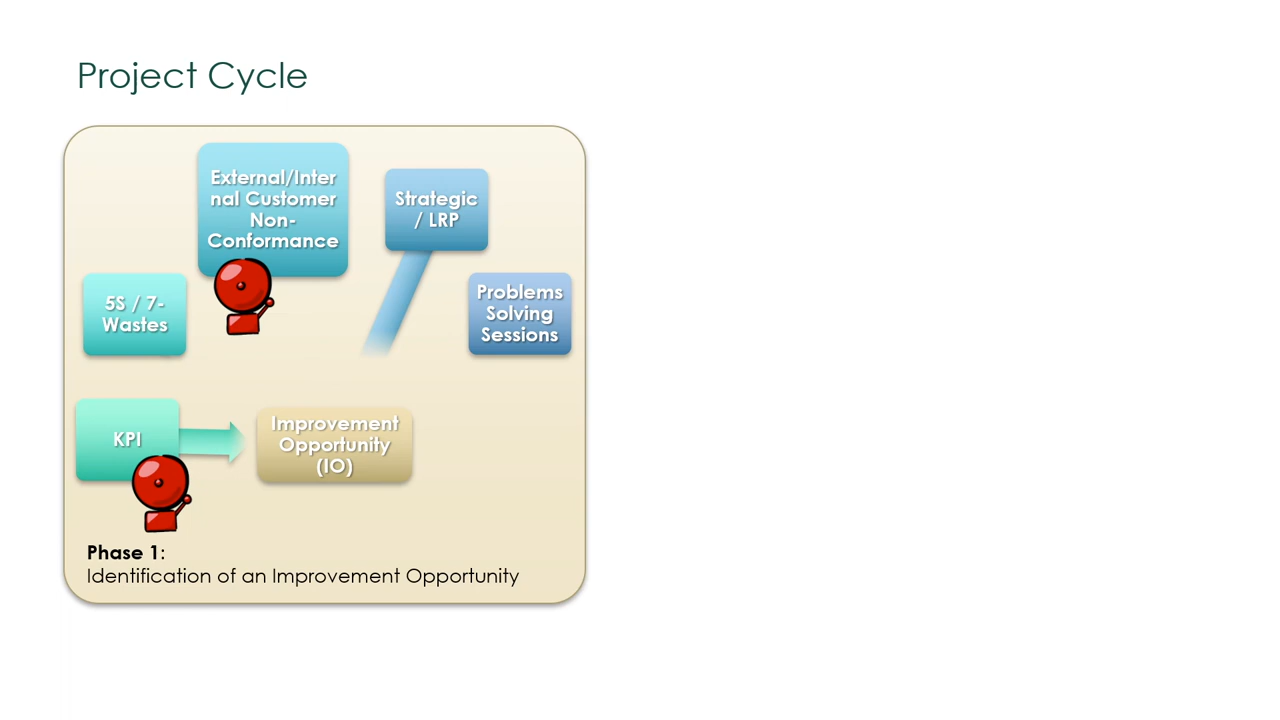 Project Cycle
External/Inter
nal Customer
Non-
Conformance
Strategic
/ LRP
5S / 7-
Wastes
Problems
Solving
Sessions
KPI
Improvement
Opportunity
(IO)
Phase 1:
Identification of an Improvement Opportunity